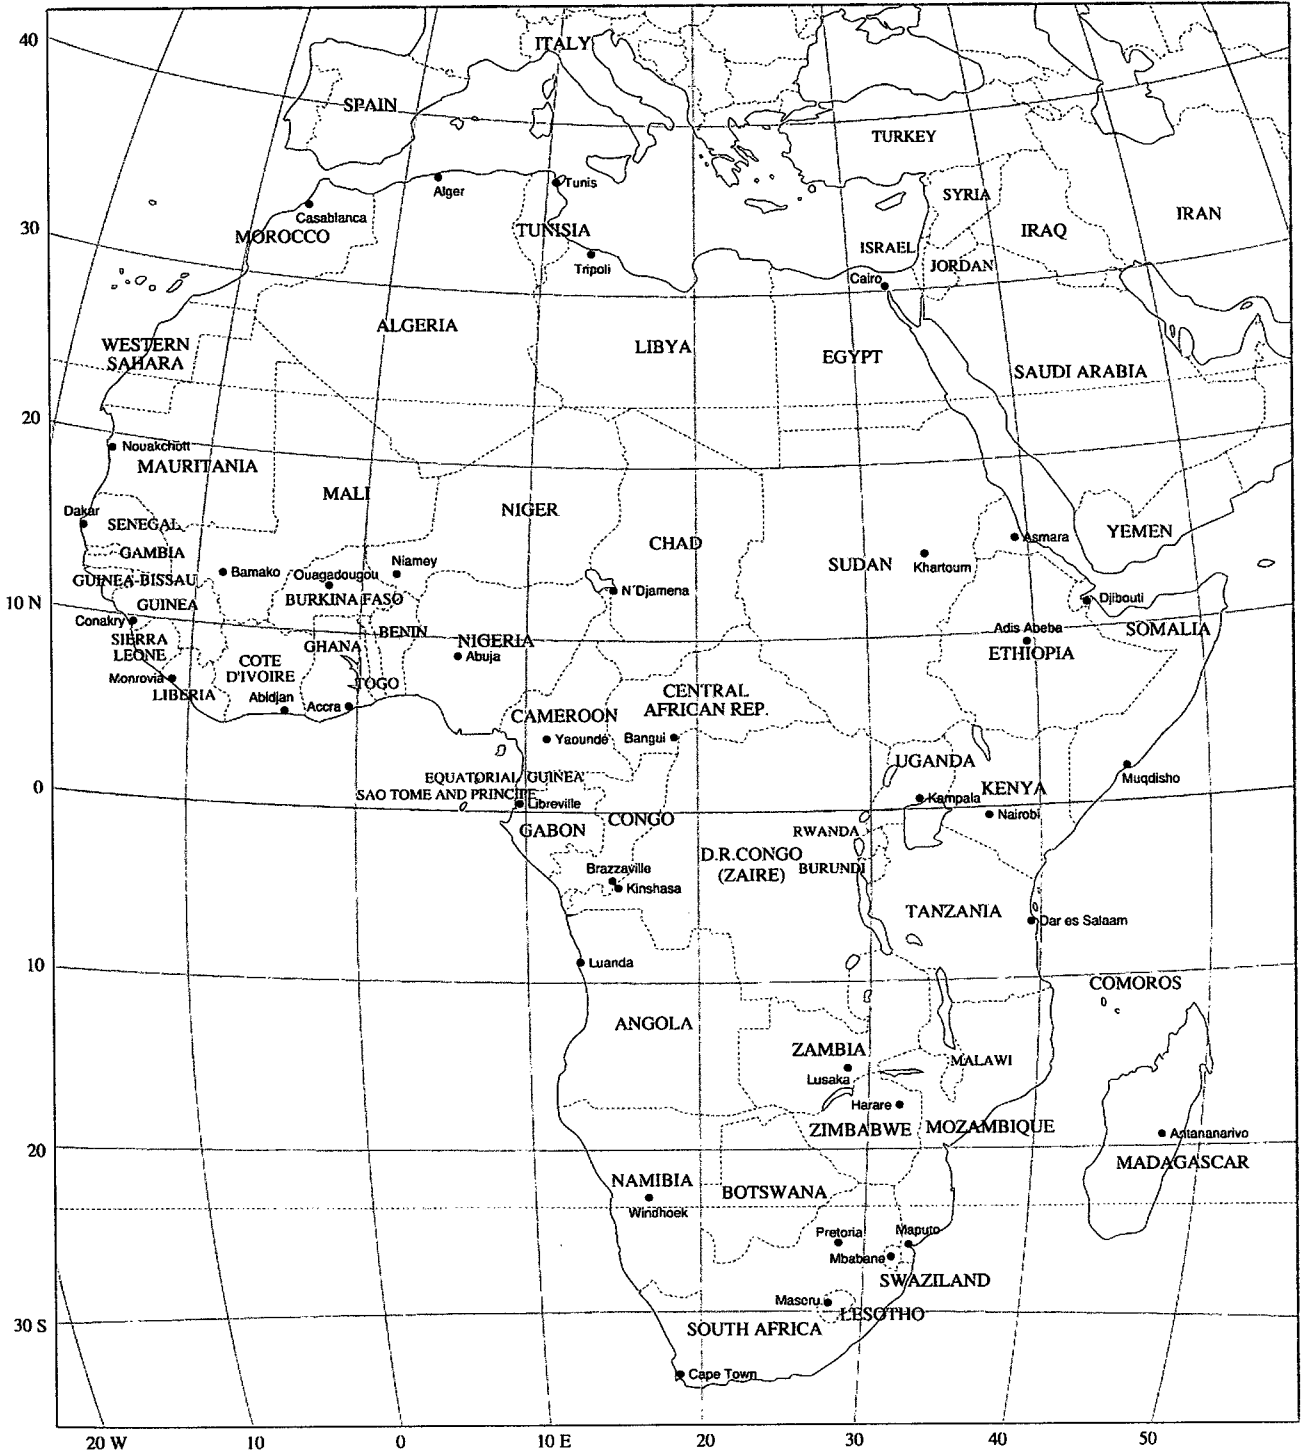 40
ITALY
SPAIN
TURKEY
Alger
Tunis
SYRIA
Casablanca
MOROCCO
TUNISIA
IRAN
30
IRAQ
ISRAEL
Tripoli
JORDAN
Cairo
ALGERIA
WESTERN
SAHARA
LIBYA
EGYPT
SAUDI ARABIA
20
Nouakchott
MAURITANIA
MALI
NIGER
Dakar
SENEGAL
CHAD
YEMEN
Asmara
GAMBIA
SUDAN
Khartoum
GUINEA-BISSAU
Bamako
Ouagadougou
Niamey
BURKINA FASO
N'Djamena
Djibouti
10 N
GUINEA
Conakry
SIERRA
LEONE
GHANA
BENIN
NIGERIA
Abuja
Adis Abeba
ETHIOPIA
SOMALIA
COTE
D'IVOIRE
Monrovia
LIBERIA
TOGO
Abidjan
Accra
CENTRAL
AFRICAN REP.
CAMEROON
Yaoundé
Bangui
UGANDA
EQUATORIAL GUINEA
SAO TOME AND PRINCIPE
Libreville
Muqdisho
0
KENYA
Kampala
Nairobi
GABON
CONGO
RWANDA
D.R.CONGO
(ZAIRE)
BURUNDI
Brazzaville
Kinshasa
TANZANIA
Dar es Salaam
10
Luanda
COMOROS
ANGOLA
ZAMBIA
MALAWI
Lusaka
Harare
ZIMBABWE
MOZAMBIQUE
Antananarivo
20
MADAGASCAR
NAMIBIA
BOTSWANA
Windhoek
Pretoria
Maputo
Mbabane
SWAZILAND
Maseru
LESOTHO
30 S
SOUTH AFRICA
Cape Town
20 W
10
0
10 E
20
30
40
50